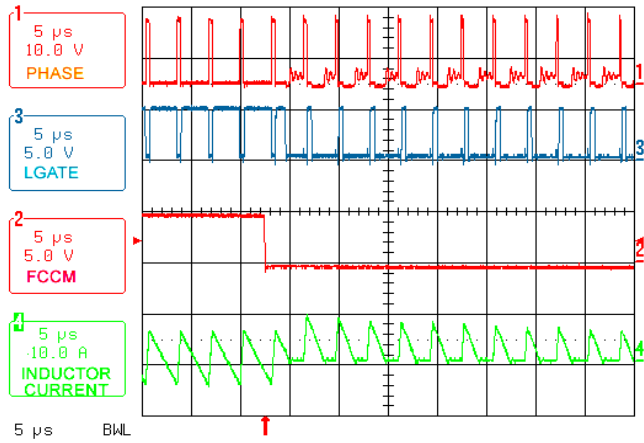 1
5 µs
10.0 V
PHASE
1
3
5 µs
5.0 V
LGATE
3
2
5 µs
5.0 V
FCCM
2
4
5 µs
10.0 A
INDUCTOR
CURRENT
4
5 µs BWL